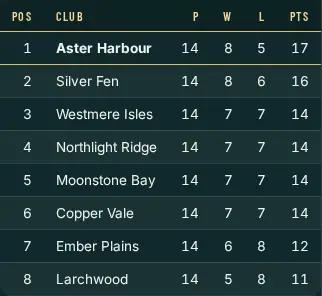 POS CLUB P W L PTS
1 Aster Harbour 14 8 5 17
2 Silver Fen 14 8 6 16
3 Westmere Isles 14 7 7 14
4 Northlight Ridge 14 7 7 14
5 Moonstone Bay 14 7 7 14
6 Copper Vale 14 7 7 14
7 Ember Plains 14 6 8 12
8 Larchwood 14 5 8 11